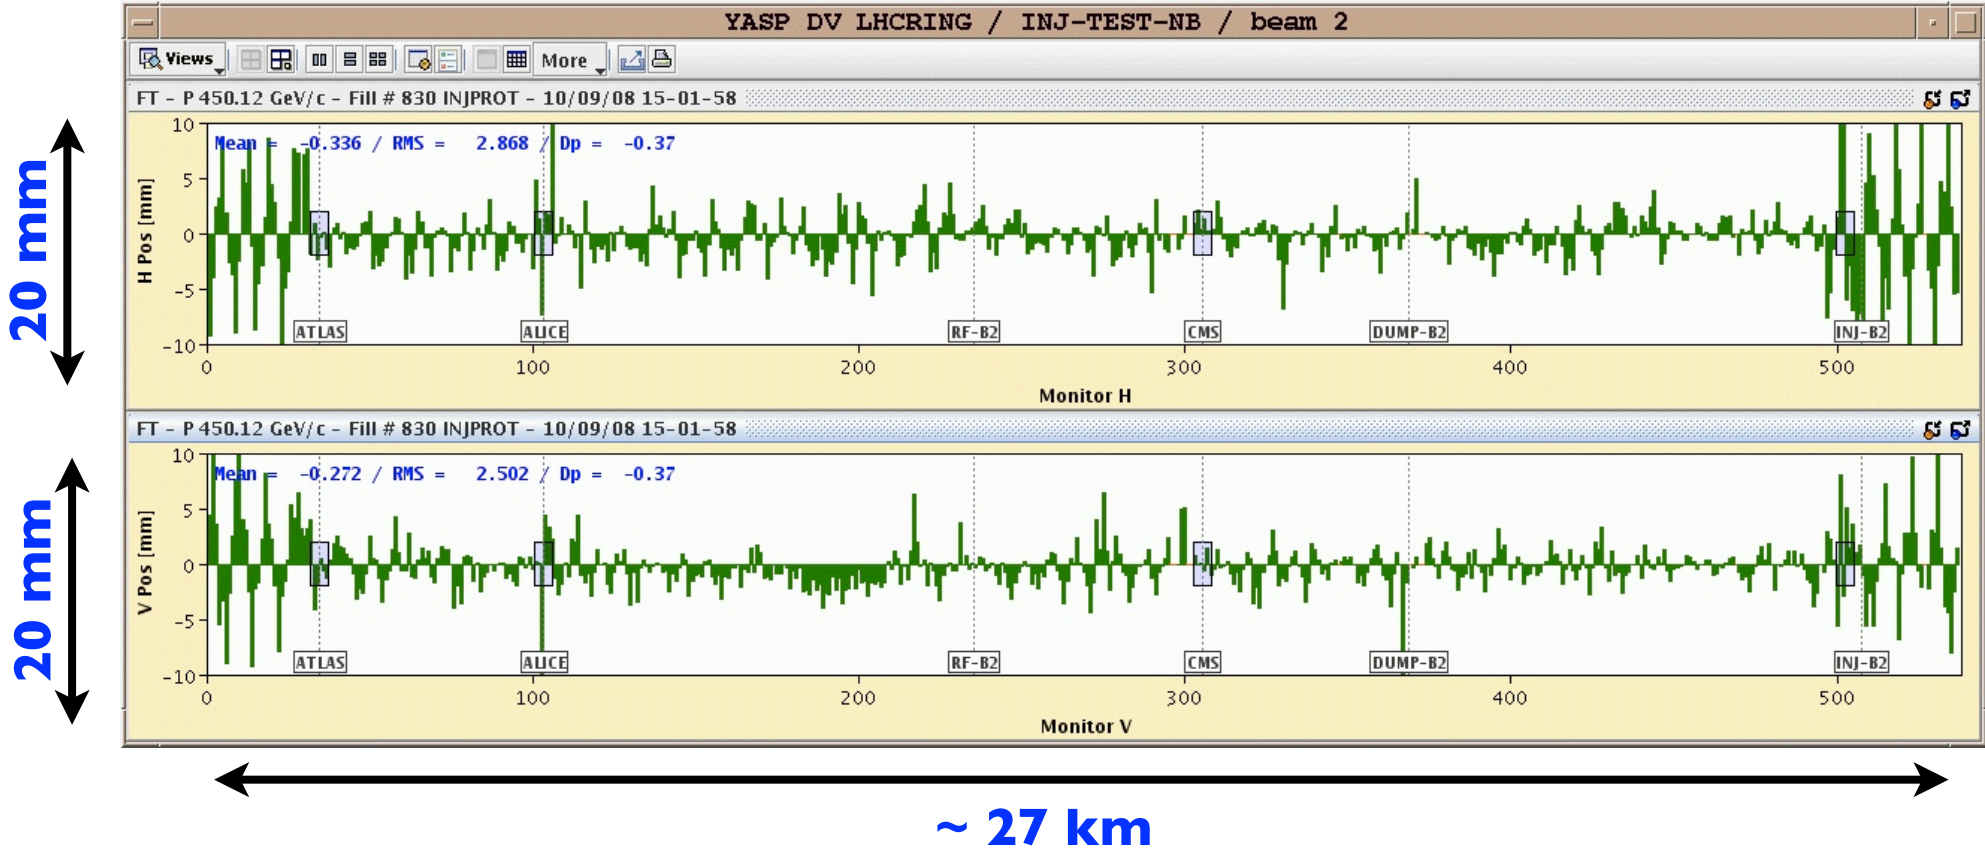 YASP DV LHCRING / INJ-TEST-NB / beam 2
Views More
FT - P 450.12 GeV/c - Fill # 830 INJPROT - 10/09/08 15-01-58
Mean = -0.336 / RMS = 2.868 / Dp = -0.37
10
5
0
-5
-10
H Pos [mm]
20 mm
ATLAS ALICE RF-B2 CMS DUMP-B2 INJ-B2
0 100 200 300 400 500
Monitor H
FT - P 450.12 GeV/c - Fill # 830 INJPROT - 10/09/08 15-01-58
Mean = -0.272 / RMS = 2.502 / Dp = -0.37
10
5
0
-5
-10
V Pos [mm]
20 mm
ATLAS ALICE RF-B2 CMS DUMP-B2 INJ-B2
0 100 200 300 400 500
Monitor V
~ 27 km